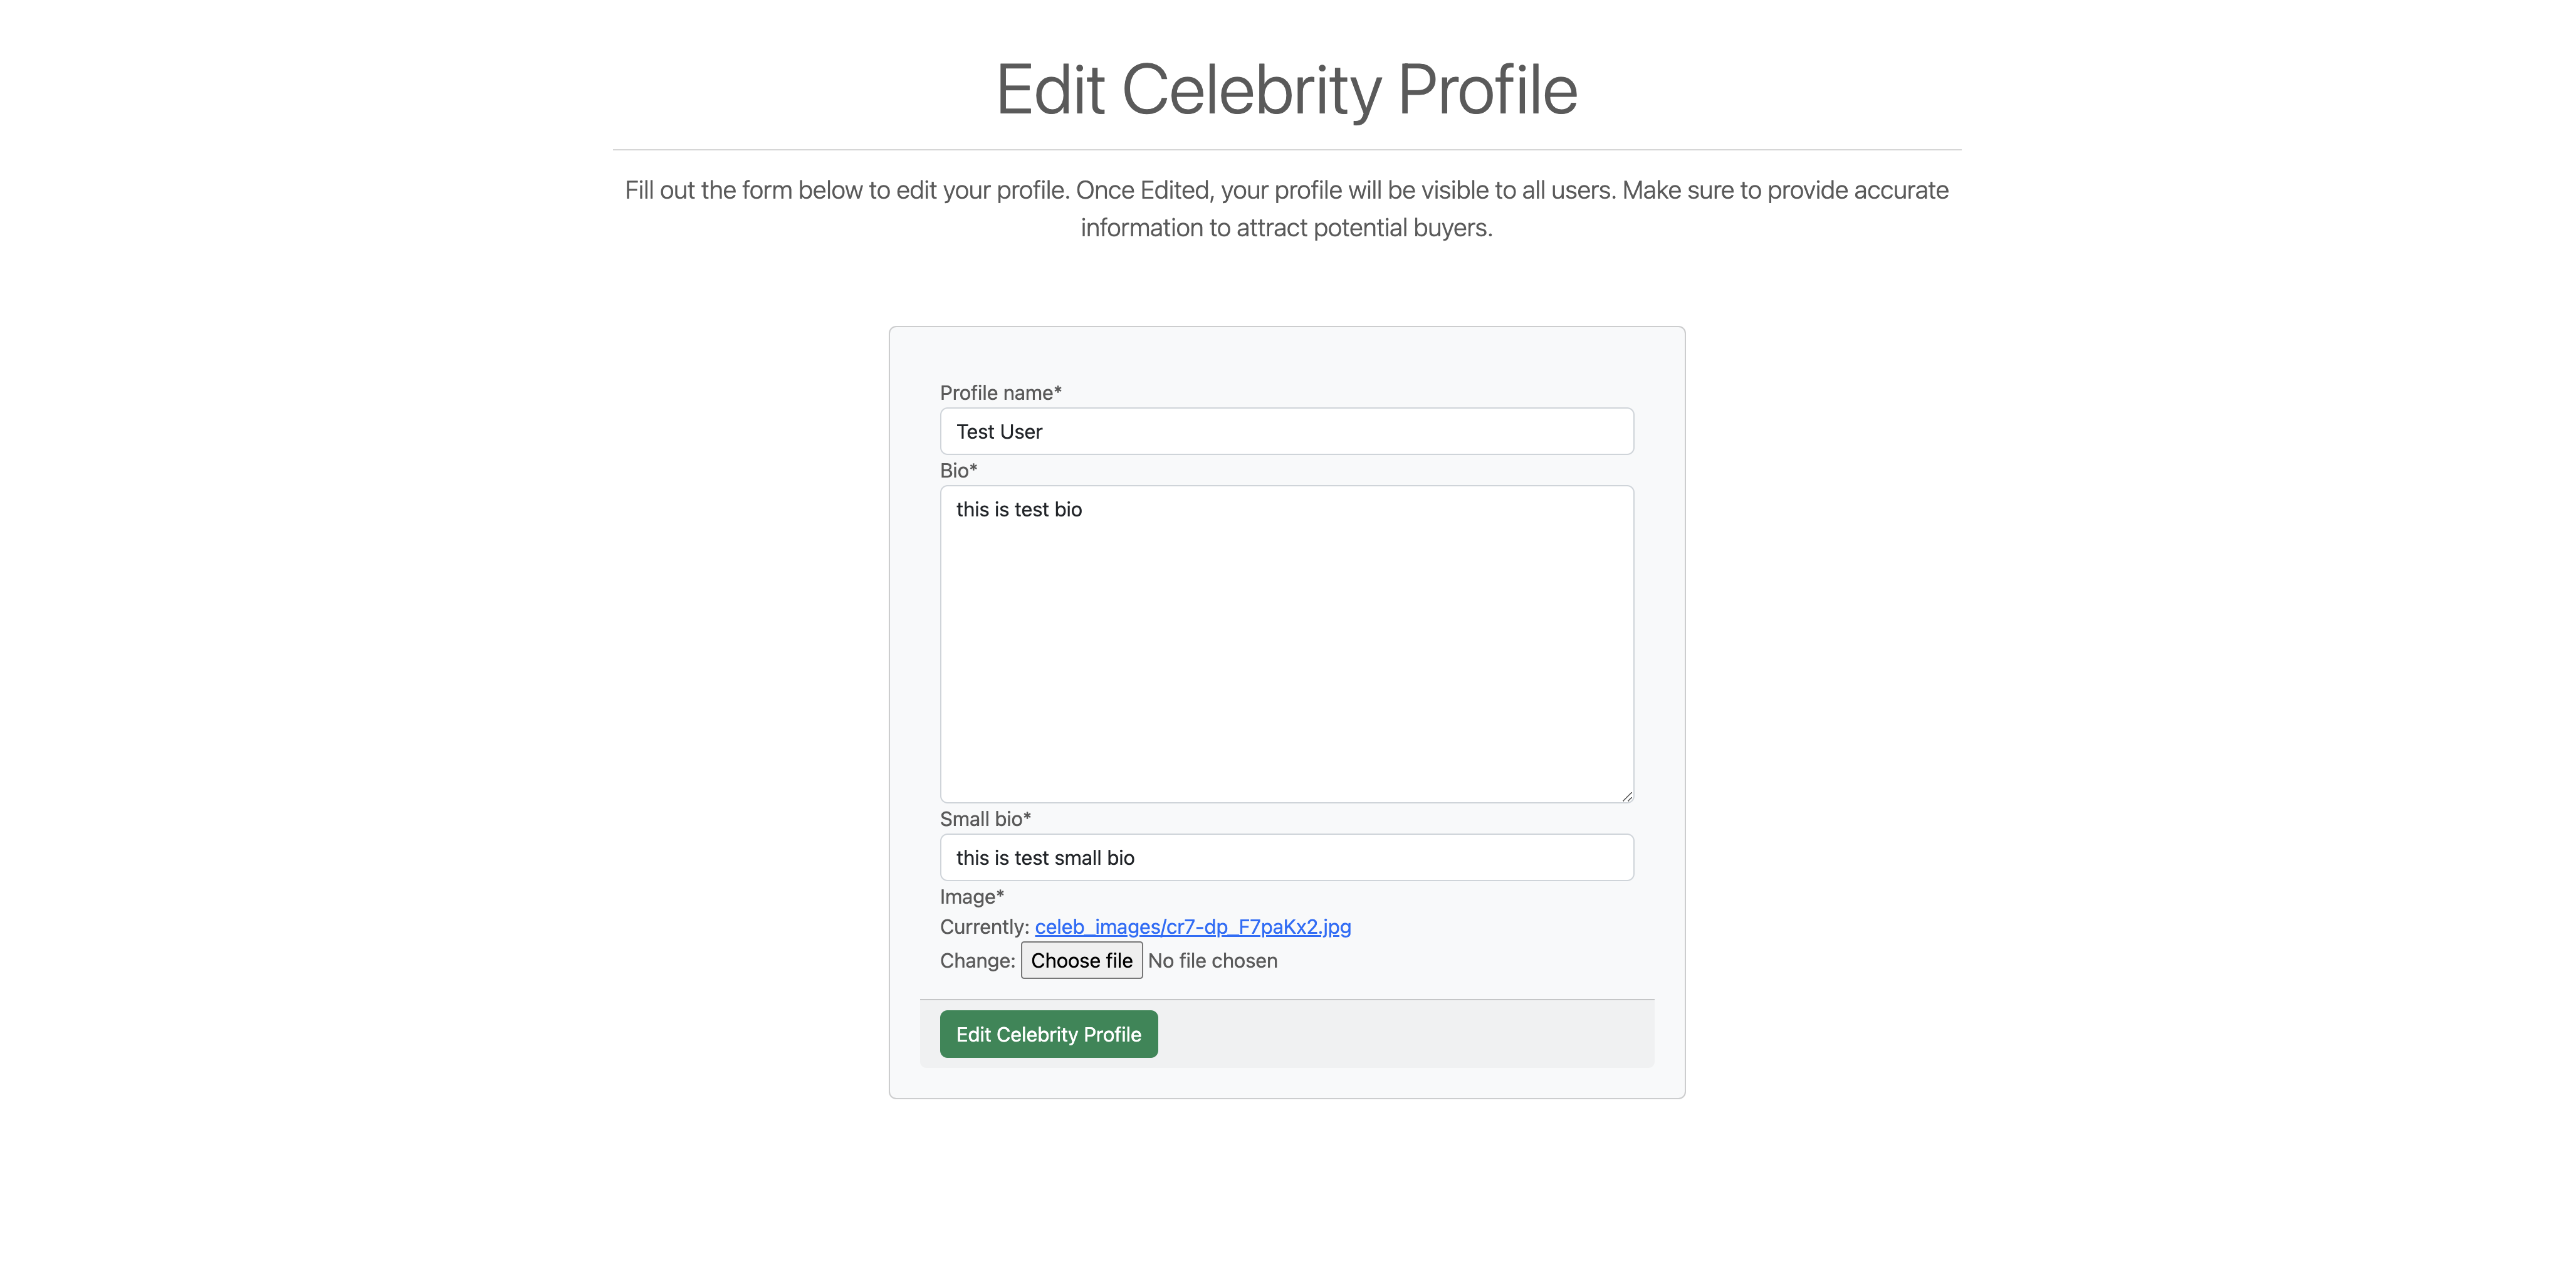 Edit Celebrity Profile
Fill out the form below to edit your profile. Once Edited, your profile will be visible to all users. Make sure to provide accurate
information to attract potential buyers.
Profile name*
Test User
Bio*
this is test bio
Small bio*
this is test small bio
Image*
Currently: celeb_images/cr7-dp_F7paKx2.jpg
Change: Choose file No file chosen
Edit Celebrity Profile